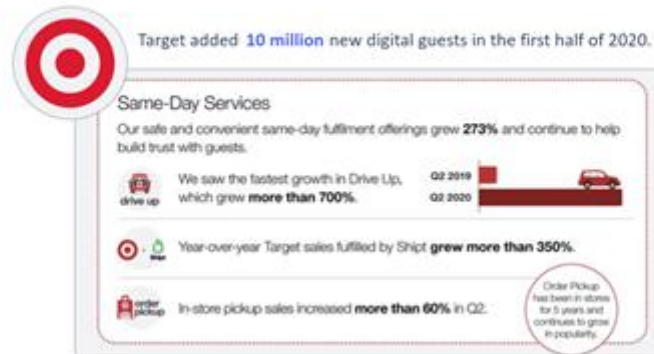 Target added 10 million new digital guests in the first half of 2020.
Same-Day Services
Our safe and convenient same-day fulfilment offerings grew 273% and continue to help
build trust with guests.
drive up
We saw the fastest growth in Drive Up,
which grew more than 700%.
Q2 2019
Q2 2020
Shipt
Year-over-year Target sales fulfilled by Shipt grew more than 350%.
order
pickup
In-store pickup sales increased more than 60% in Q2.
Order Pickup
has been in stores
for 5 years and
continues to grow
in popularity.